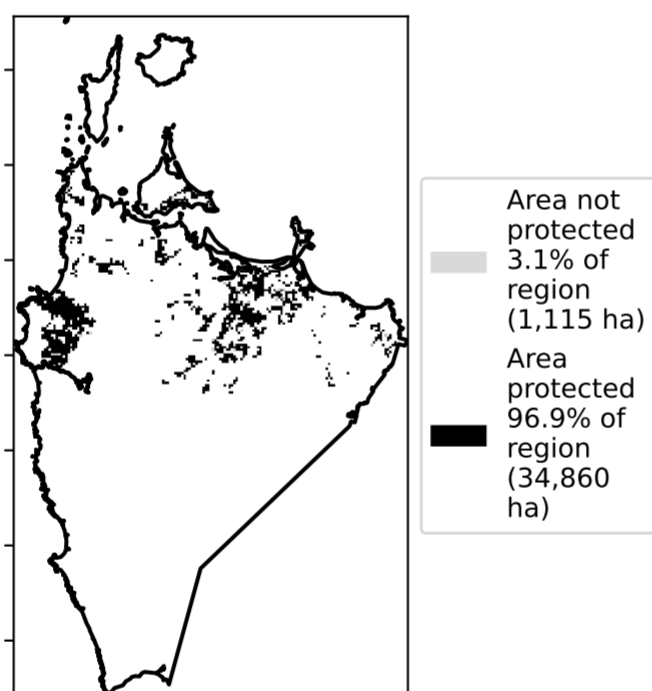 Area not
protected
3.1% of
region
(1,115 ha)
Area
protected
96.9% of
region
(34,860
ha)